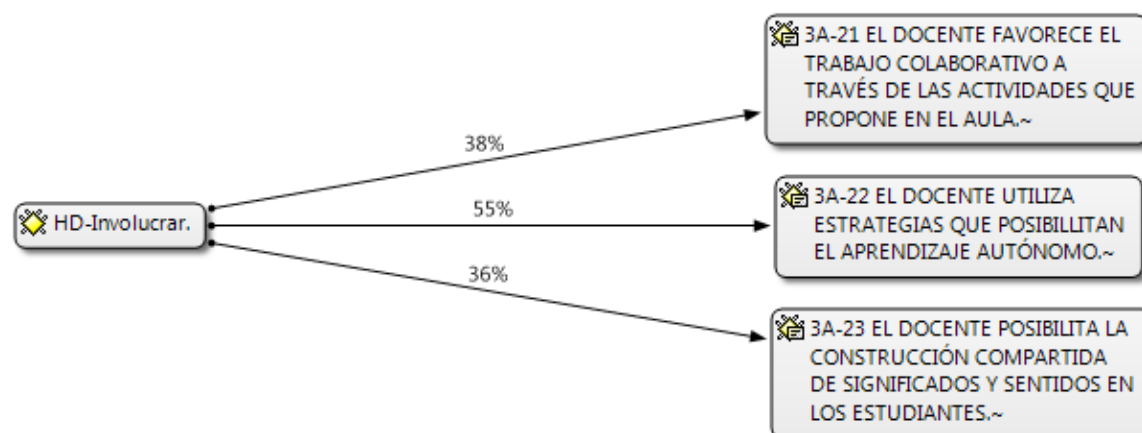 3A-21 EL DOCENTE FAVORECE EL
TRABAJO COLABORATIVO A
TRAVÉS DE LAS ACTIVIDADES QUE
PROPONE EN EL AULA.~
38%
HD-Involucrar.
55%
3A-22 EL DOCENTE UTILIZA
ESTRATEGIAS QUE POSIBILLITAN
EL APRENDIZAJE AUTÓNOMO.~
36%
3A-23 EL DOCENTE POSIBILITA LA
CONSTRUCCIÓN COMPARTIDA
DE SIGNIFICADOS Y SENTIDOS EN
LOS ESTUDIANTES.~